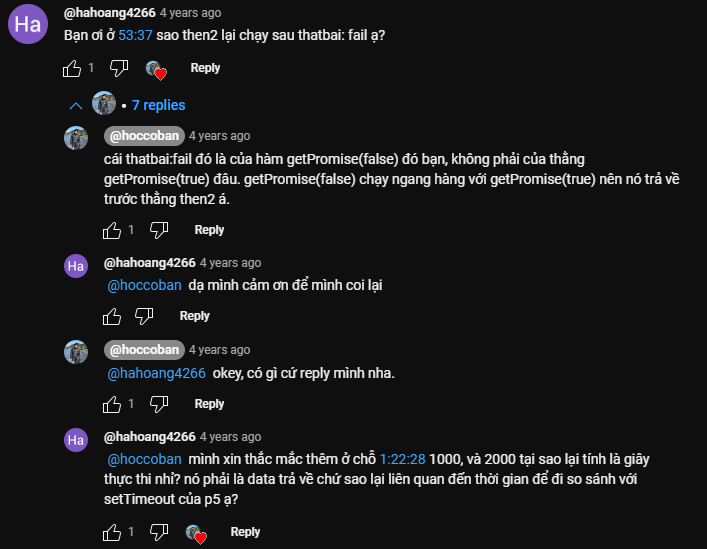 Ha
@hahoang4266 4 years ago
Bạn ơi ở 53:37 sao then2 lại chạy sau thatbai: fail ạ?
1 Reply
• 7 replies
@hoccoban 4 years ago
cái thatbai:fail đó là của hàm getPromise(false) đó bạn, không phải của thằng
getPromise(true) đâu. getPromise(false) chạy ngang hàng với getPromise(true) nên nó trả về
trước thằng then2 á.
1 Reply
Ha
@hahoang4266 4 years ago
@hoccoban dạ mình cảm ơn để mình coi lại
Reply
@hoccoban 4 years ago
@hahoang4266 okey, có gì cứ reply mình nha.
1 Reply
Ha
@hahoang4266 4 years ago
@hoccoban mình xin thắc mắc thêm ở chỗ 1:22:28 1000, và 2000 tại sao lại tính là giây
thực thi nhỉ? nó phải là data trả về chứ sao lại liên quan đến thời gian để đi so sánh với
setTimeout của p5 ạ?
1 Reply